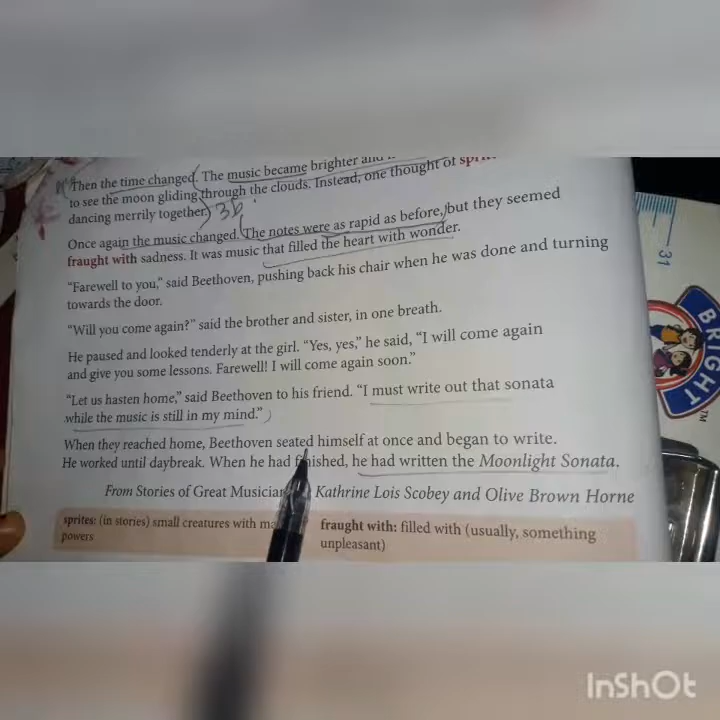 Then the time changed. The music became brighter and
to see the moon gliding through the clouds. Instead, one thought of
dancing merrily together. 3b
Once again the music changed. The notes were as rapid as before, but they seemed
fraught with sadness. It was music that filled the heart with wonder.
"Farewell to you," said Beethoven, pushing back his chair when he was done and turning
towards the door.
"Will you come again?" said the brother and sister, in one breath.
He paused and looked tenderly at the girl. "Yes, yes," he said, "I will come again
and give you some lessons. Farewell! I will come again soon."
"Let us hasten home," said Beethoven to his friend. "I must write out that sonata
while the music is still in my mind."
When they reached home, Beethoven seated himself at once and began to write.
He worked until daybreak. When he had finished, he had written the Moonlight Sonata.
From Stories of Great Musicians Kathrine Lois Scobey and Olive Brown Horne
sprites: (in stories) small creatures with
powers
fraught with: filled with (usually, something
unpleasant)
31
BRIGHT
TM
InShOt